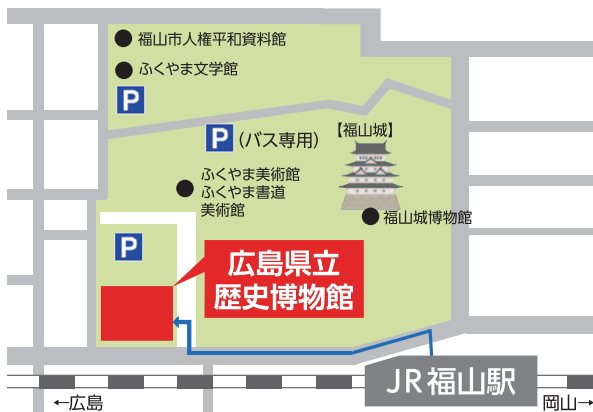 福山市人権平和資料館
ふくやま文学館
P
P (バス専用)
【福山城】
ふくやま美術館
ふくやま書道
美術館
福山城博物館
P
広島県立
歴史博物館
JR福山駅
←広島
岡山→